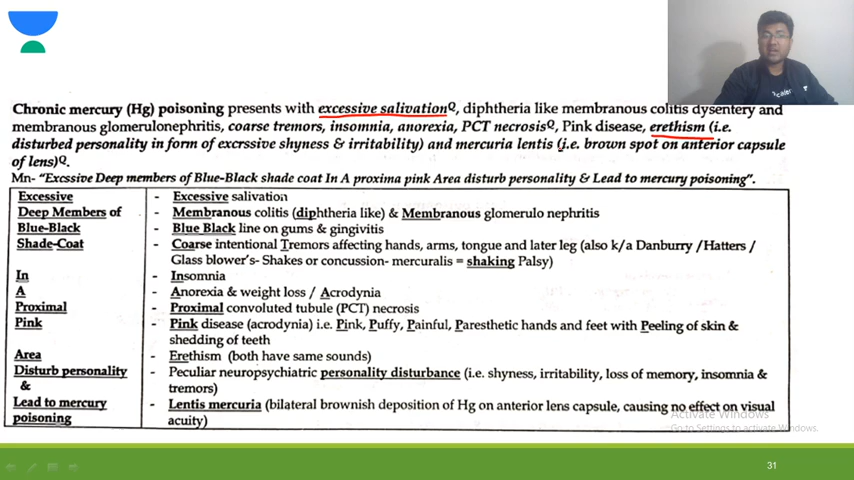 Chronic mercury (Hg) poisoning presents with excessive salivationQ, diphtheria like membranous colitis dysentery and
membranous glomerulonephritis, coarse tremors, insomnia, anorexia, PCT necrosisQ, Pink disease, erethism (i.e.
disturbed personality in form of excrssive shyness & irritability) and mercuria lentis (i.e. brown spot on anterior capsule
of lens)Q.
Mn- "Excssive Deep members of Blue-Black shade coat In A proxima pink Area disturb personality & Lead to mercury poisoning".
Excessive - Excessive salivation
Deep Members of - Membranous colitis (diphtheria like) & Membranous glomerulo nephritis
Blue-Black - Blue Black line on gums & gingivitis
Shade-Coat - Coarse intentional Tremors affecting hands, arms, tongue and later leg (also k/a Danburry /Hatters /
Glass blower's- Shakes or concussion- mercuralis = shaking Palsy)
In - Insomnia
A - Anorexia & weight loss / Acrodynia
Proximal - Proximal convoluted tubule (PCT) necrosis
Pink - Pink disease (acrodynia) i.e. Pink, Puffy, Painful, Paresthetic hands and feet with Peeling of skin &
shedding of teeth
Area - Erethism (both have same sounds)
Disturb personality - Peculiar neuropsychiatric personality disturbance (i.e. shyness, irritability, loss of memory, insomnia &
& tremors)
Lead to mercury - Lentis mercuria (bilateral brownish deposition of Hg on anterior lens capsule, causing no effect on visual
poisoning acuity)
Activate Windows
Go to Settings to activate Windows.
31